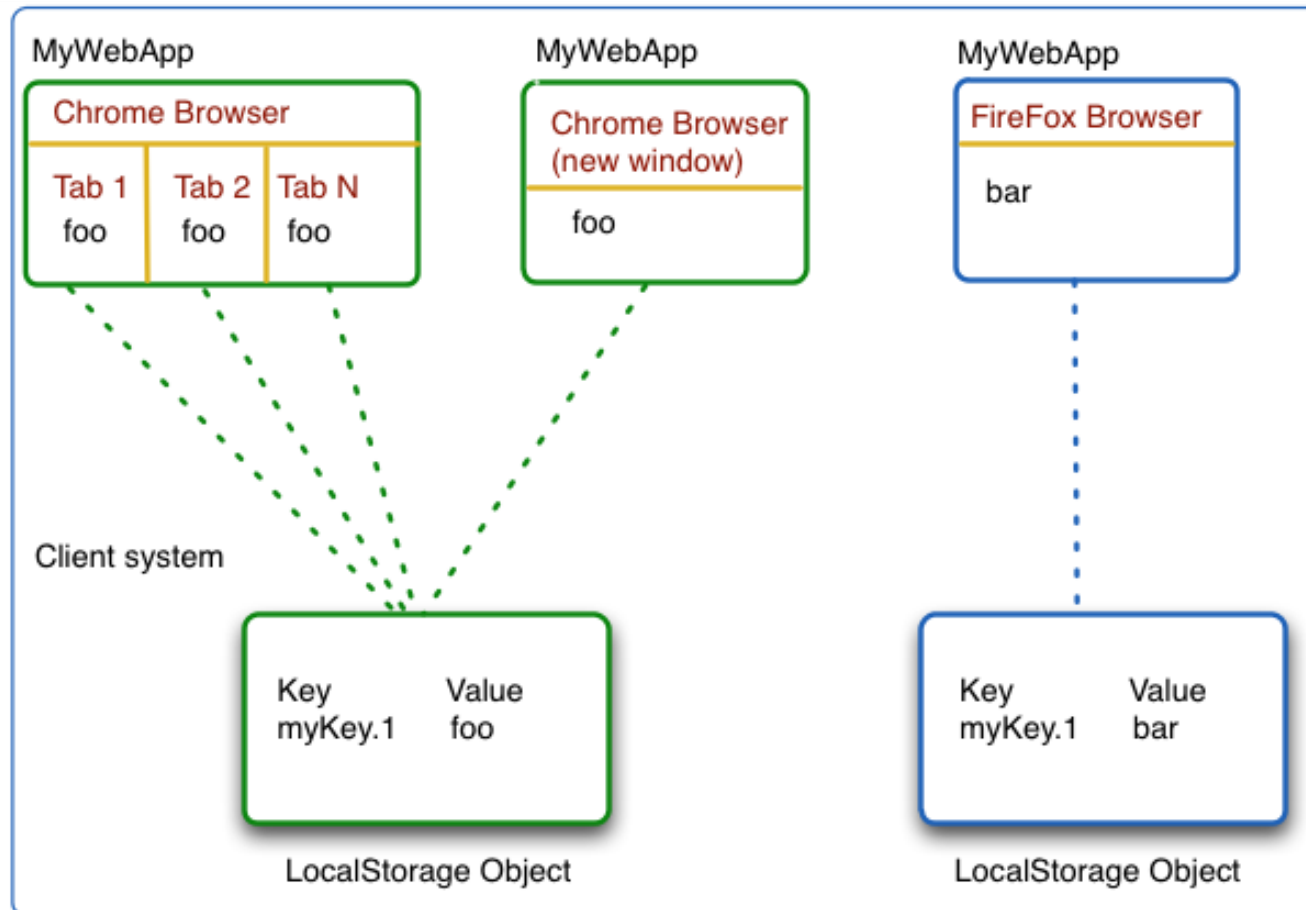 MyWebApp
Chrome Browser
Tab 1 Tab 2 Tab N
foo foo foo
MyWebApp
Chrome Browser
(new window)
foo
MyWebApp
FireFox Browser
bar
Client system
Key Value
myKey.1 foo
LocalStorage Object
Key Value
myKey.1 bar
LocalStorage Object